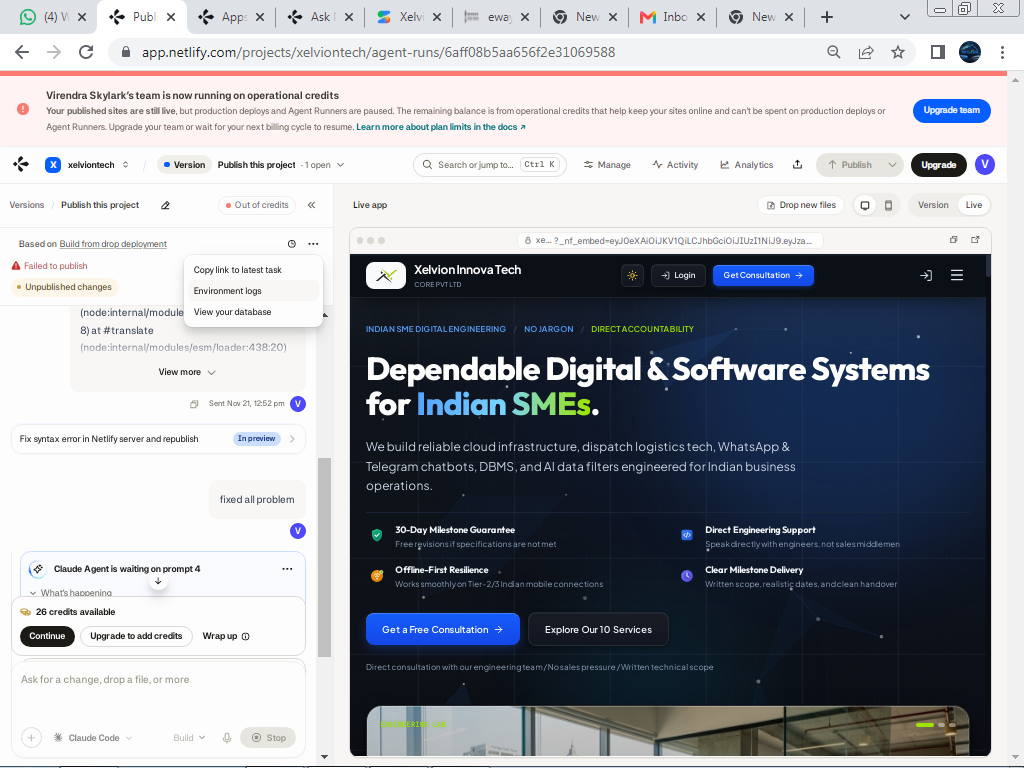 (4) W
Publ
Apps
Ask N
Xelvi
eway
New
Inbo
New
app.netlify.com/projects/xelviontech/agent-runs/6aff08b5aa656f2e31069588
Virendra Skylark's team is now running on operational credits
Your published sites are still live, but production deploys and Agent Runners are paused. The remaining balance is from operational credits that help keep your sites online and can't be spent on production deploys or
Agent Runners. Upgrade your team or wait for your next billing cycle to resume. Learn more about plan limits in the docs ↗
Upgrade team
X xelviontech / Version Publish this project · 1 open
Search or jump to... Ctrl K
Manage
Activity
Analytics
Publish
Upgrade
V
Versions / Publish this project
Out of credits
Live app
Drop new files
Version Live
Based on Build from drop deployment
Failed to publish
Unpublished changes
Copy link to latest task
Environment logs
View your database
(node:internal/module
8) at #translate
(node:internal/modules/esm/loader:438:20)
View more
Sent Nov 21, 12:52 pm V
Fix syntax error in Netlify server and republish In preview
fixed all problem
V
Claude Agent is waiting on prompt 4
What's happening
26 credits available
Continue
Upgrade to add credits
Wrap up
Ask for a change, drop a file, or more
Claude Code
Build
Stop
xe...?_nf_embed=eyJ0eXAiOiJKV1QiLCJhbGciOiJIUzI1NiJ9.eyJza...
Xelvion Innova Tech
CORE PVT LTD
Login
Get Consultation →
INDIAN SME DIGITAL ENGINEERING / NO JARGON / DIRECT ACCOUNTABILITY
Dependable Digital & Software Systems
for Indian SMEs.
We build reliable cloud infrastructure, dispatch logistics tech, WhatsApp &
Telegram chatbots, DBMS, and AI data filters engineered for Indian business
operations.
30-Day Milestone Guarantee
Free revisions if specifications are not met
Direct Engineering Support
Speak directly with engineers, not sales middlemen
Offline-First Resilience
Works smoothly on Tier-2/3 Indian mobile connections
Clear Milestone Delivery
Written scope, realistic dates, and clean handover
Get a Free Consultation →
Explore Our 10 Services
Direct consultation with our engineering team / No sales pressure / Written technical scope